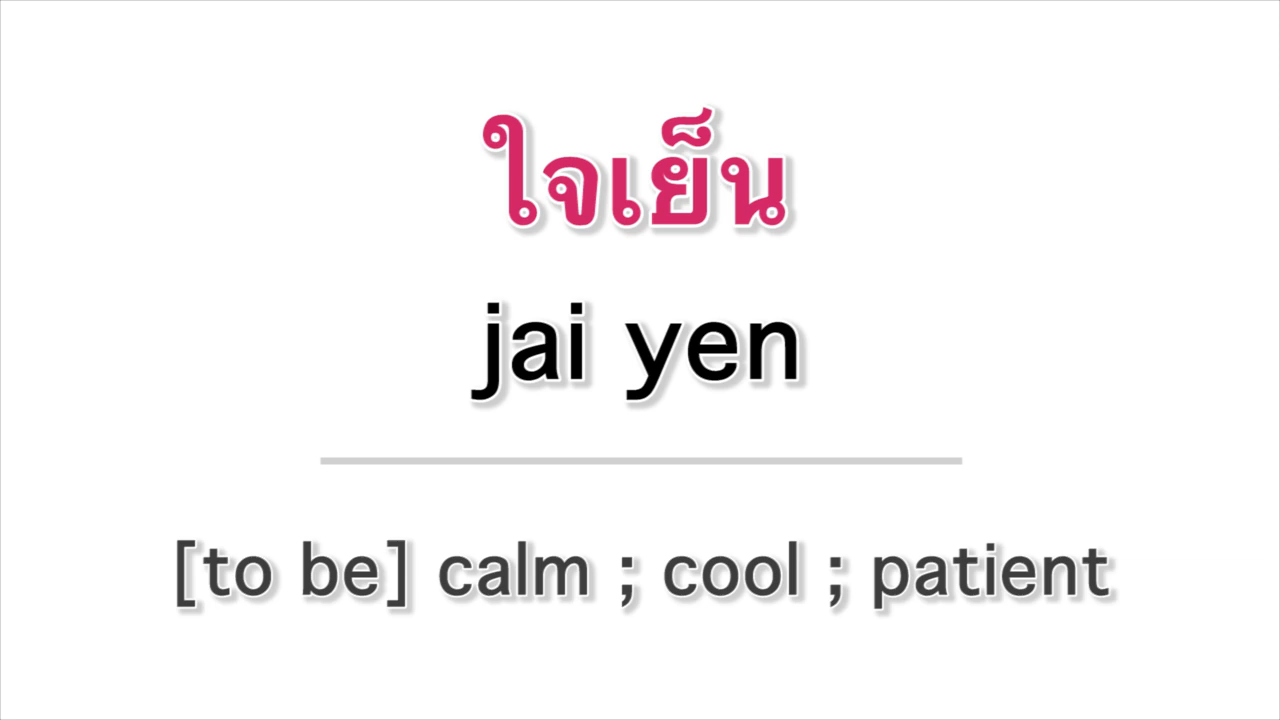 ใจเย็น
jai yen
[to be] calm ; cool ; patient